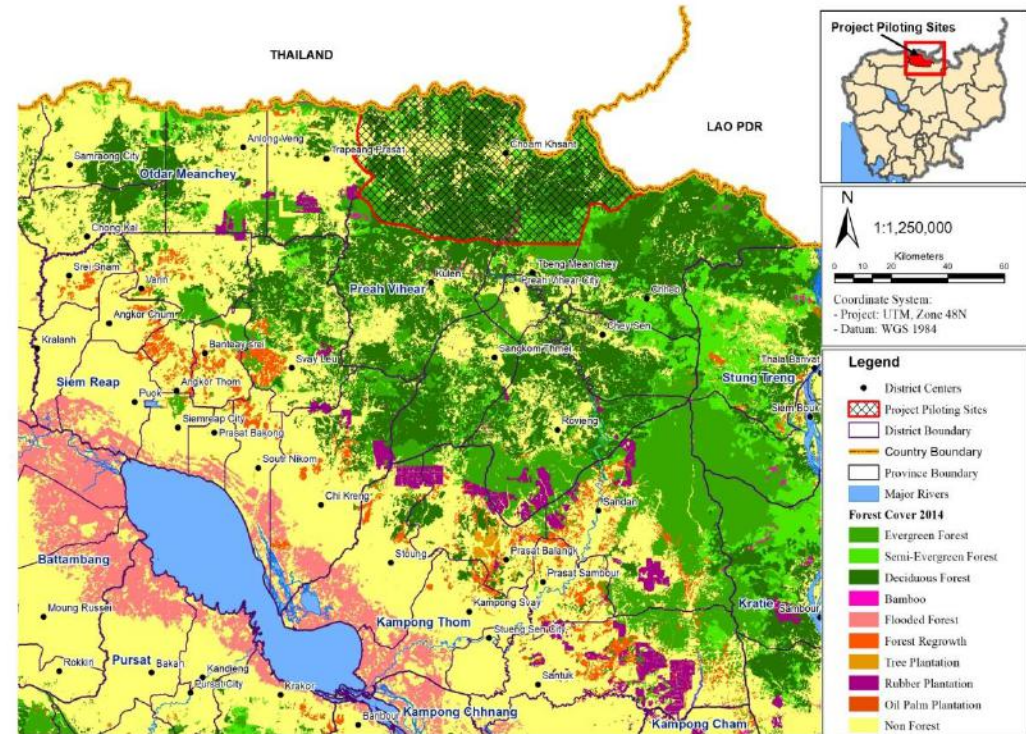 THAILAND
LAO PDR
Project Piloting Sites
Anlong Veng
Trapeang Prasat
Choam Khsant
Samraong City
Otdar Meanchey
Chong Kal
Srei Snam
Varin
Kulen
Tbeng Mean chey
Preah Vihear
Preah Vihear City
Chheb
Angkor Chum
Chey Sen
Kralanh
Banteay srei
Svay Leu
Sangkom Thmei
Thala Barivat
Siem Reap
Angkor Thom
Stung Treng
Puok
Siem Bouk
Siemreap City
Prasat Bakong
Rovieng
Soutr Nikom
Chi Kreng
Sandan
Stoung
Prasat Balangk
Battambang
Prasat Sambour
Moung Russei
Kampong Svay
Kratie
Sambour
Kampong Thom
Stueng Sen City
Rokkiri
Pursat
Bakan
Kandieng
Pursat City
Krakor
Santuk
Baribour
Kampong Chhnang
Kampong Cham
N
1:1,250,000
Kilometers
0 10 20 40 60
Coordinate System:
- Project: UTM, Zone 48N
- Datum: WGS 1984
Legend
District Centers
Project Piloting Sites
District Boundary
Country Boundary
Province Boundary
Major Rivers
Forest Cover 2014
Evergreen Forest
Semi-Evergreen Forest
Deciduous Forest
Bamboo
Flooded Forest
Forest Regrowth
Tree Plantation
Rubber Plantation
Oil Palm Plantation
Non Forest